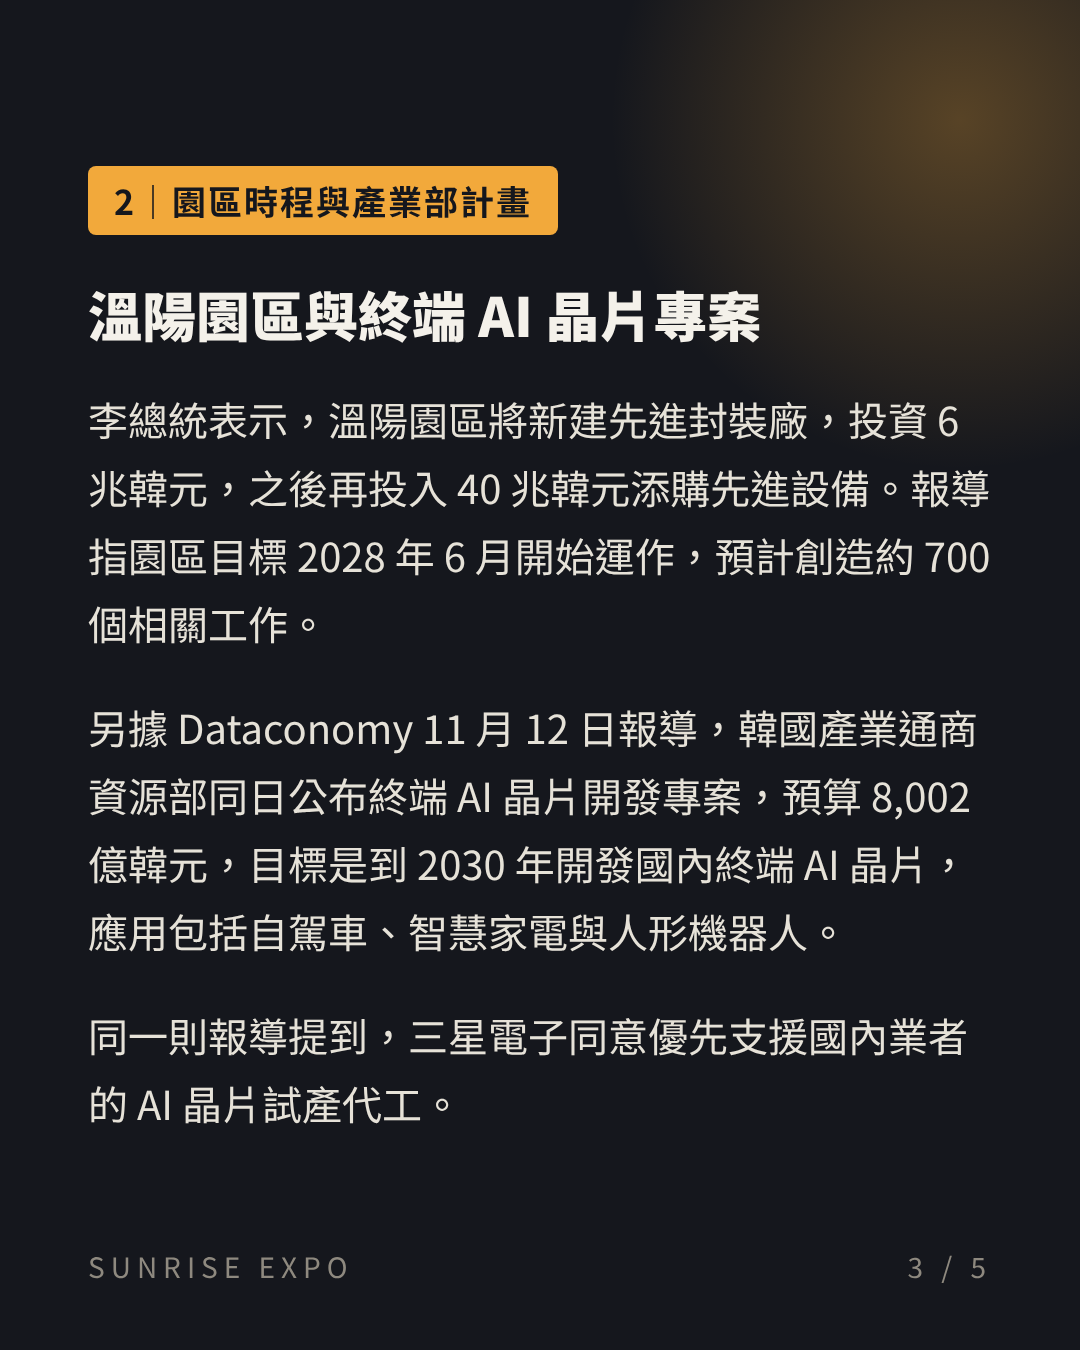 2｜園區時程與產業部計畫
溫陽園區與終端 AI 晶片專案
李總統表示，溫陽園區將新建先進封裝廠，投資 6
兆韓元，之後再投入 40 兆韓元添購先進設備。報導
指園區目標 2028 年 6 月開始運作，預計創造約 700
個相關工作。
另據 Dataconomy 11 月 12 日報導，韓國產業通商
資源部同日公布終端 AI 晶片開發專案，預算 8,002
億韓元，目標是到 2030 年開發國內終端 AI 晶片，
應用包括自駕車、智慧家電與人形機器人。
同一則報導提到，三星電子同意優先支援國內業者
的 AI 晶片試產代工。
SUNRISE EXPO
3 / 5